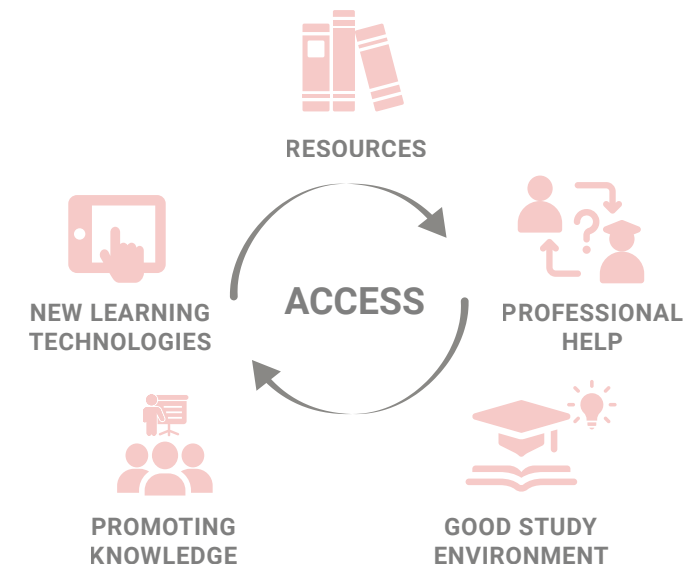 RESOURCES
NEW LEARNING
TECHNOLOGIES
ACCESS
PROFESSIONAL
HELP
PROMOTING
KNOWLEDGE
GOOD STUDY
ENVIRONMENT